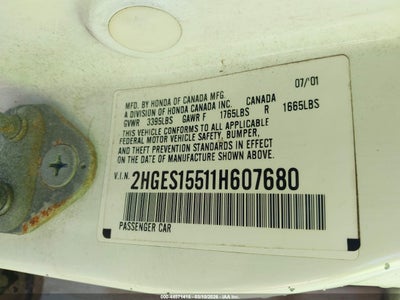 07/'01
MFD. BY HONDA OF CANADA MFG.
A DIVISION OF HONDA CANADA INC. CANADA
GVWR 3395LBS GAWR F 1765LBS R 1665LBS
THIS VEHICLE CONFORMS TO ALL APPLICABLE
FEDERAL MOTOR VEHICLE SAFETY, BUMPER,
AND THEFT PREVENTION STANDARDS IN EFFECT
ON THE DATE OF MANUFACTURE SHOWN ABOVE.
V.I.N. 2HGES15511H607680
PASSENGER CAR